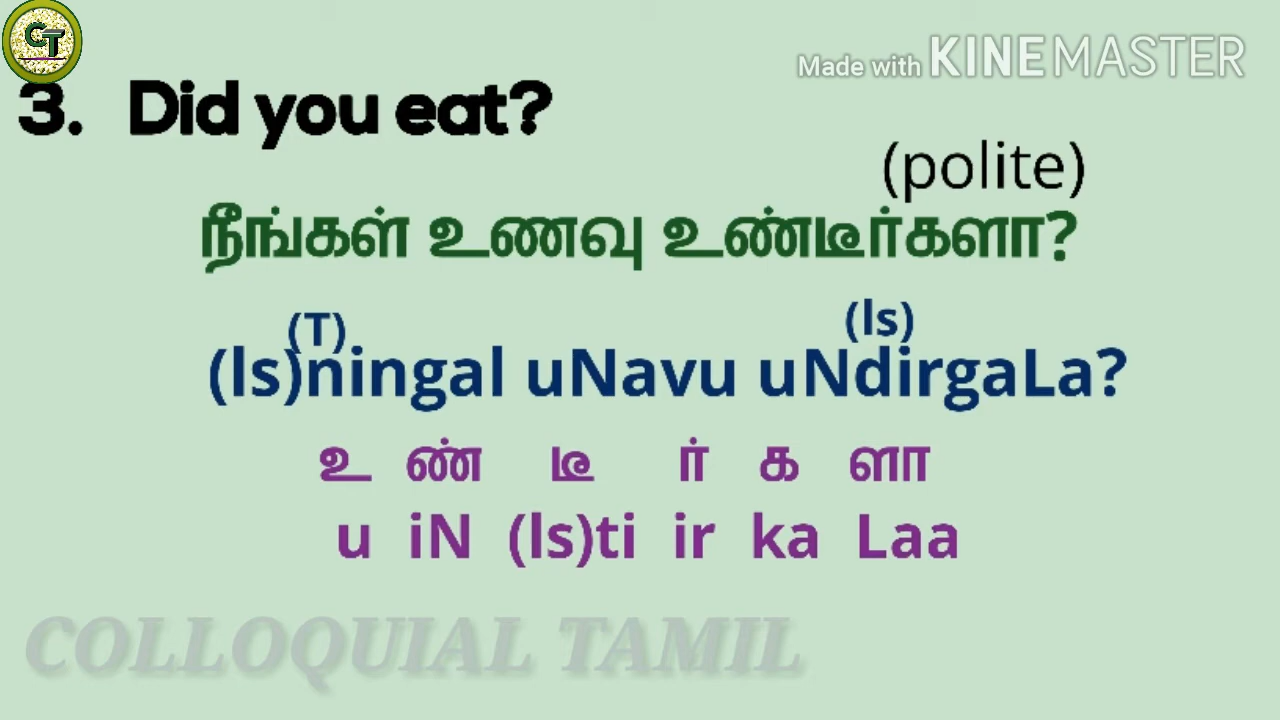 CT
Made with KINEMASTER
3. Did you eat?
(polite)
நீங்கள் உணவு உண்டீர்களா?
(T) (ls)
(ls)ningal uNavu uNdirgaLa?
உ ண் டீ ர் க ளா
u iN (ls)ti ir ka Laa
COLLOQUIAL TAMIL